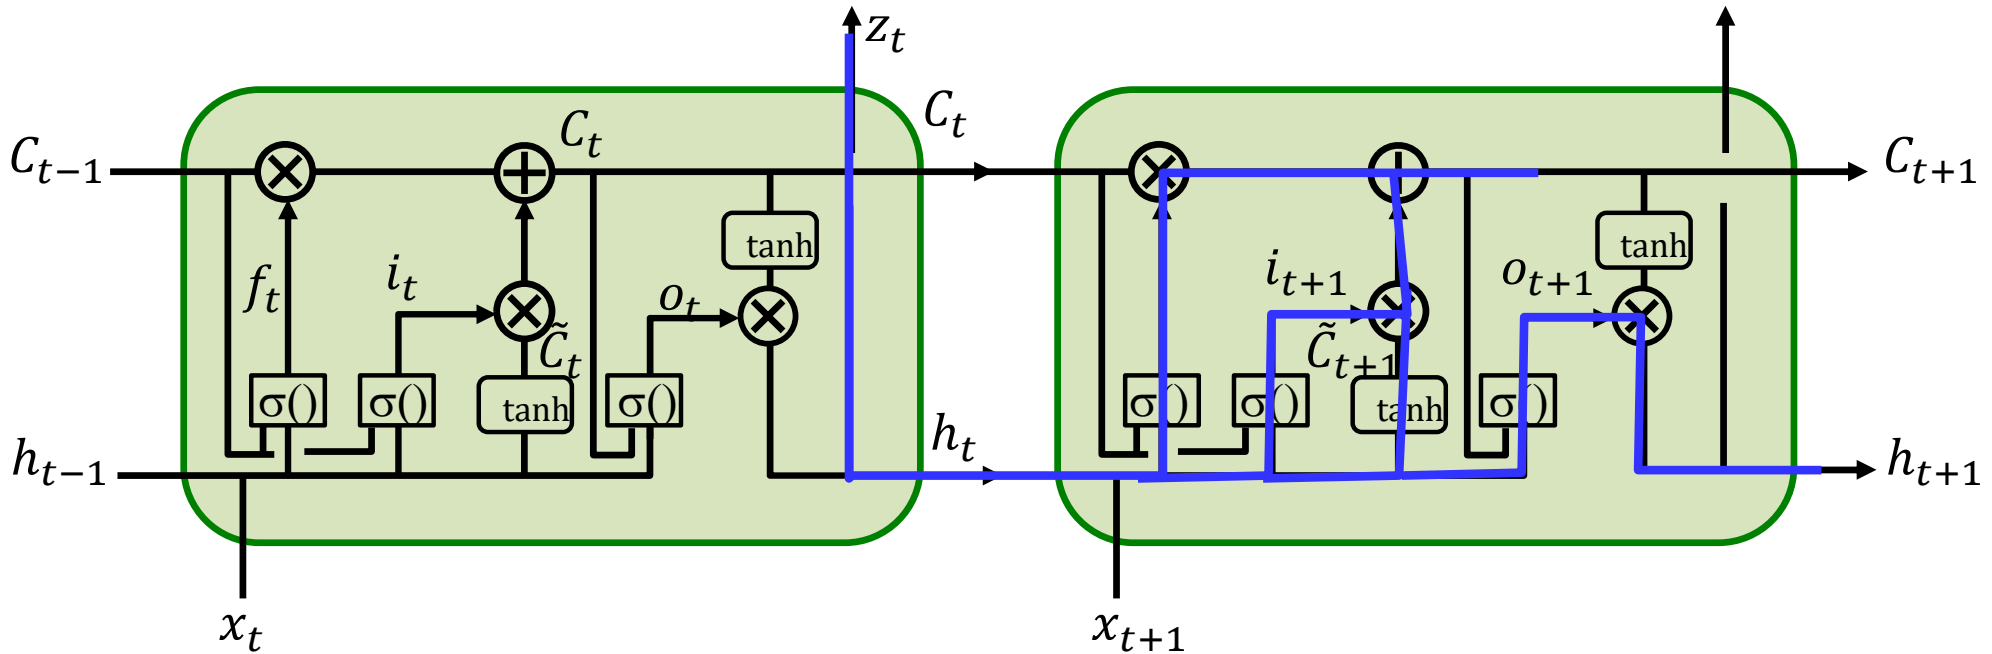 z_t
C_t
C_{t-1} C_t C_{t+1}
tanh tanh
f_t i_t o_t i_{t+1} o_{t+1}
C̃_t C̃_{t+1}
σ() σ() tanh σ() σ() σ() tanh σ()
h_{t-1} h_t h_{t+1}
x_t x_{t+1}